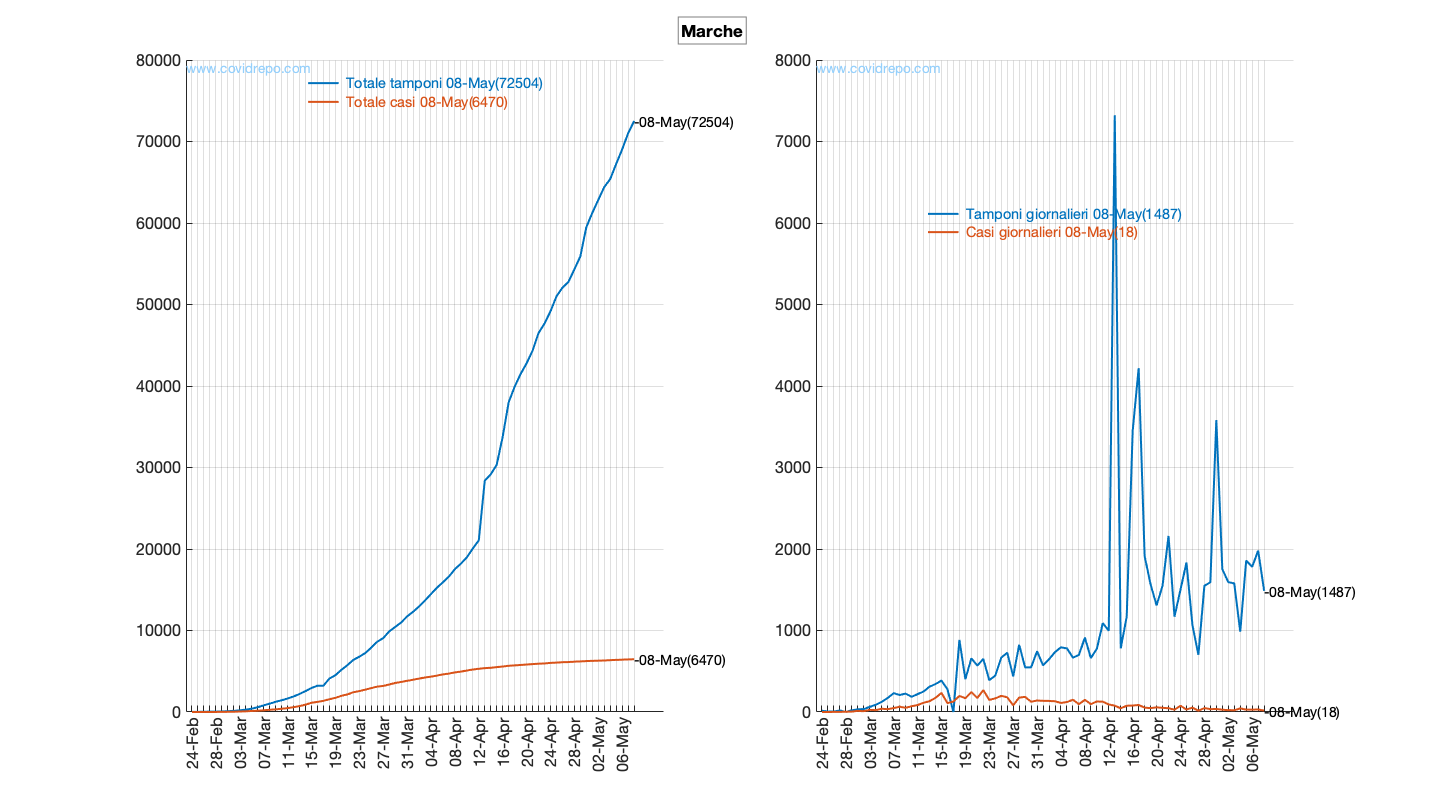 Marche
80000
70000
60000
50000
40000
30000
20000
10000
0
www.covidrepo.com
Totale tamponi 08-May(72504)
Totale casi 08-May(6470)
-08-May(72504)
-08-May(6470)
24-Feb
28-Feb
03-Mar
07-Mar
11-Mar
15-Mar
19-Mar
23-Mar
27-Mar
31-Mar
04-Apr
08-Apr
12-Apr
16-Apr
20-Apr
24-Apr
28-Apr
02-May
06-May
8000
7000
6000
5000
4000
3000
2000
1000
0
www.covidrepo.com
Tamponi giornalieri 08-May(1487)
Casi giornalieri 08-May(18)
-08-May(1487)
-08-May(18)
24-Feb
28-Feb
03-Mar
07-Mar
11-Mar
15-Mar
19-Mar
23-Mar
27-Mar
31-Mar
04-Apr
08-Apr
12-Apr
16-Apr
20-Apr
24-Apr
28-Apr
02-May
06-May